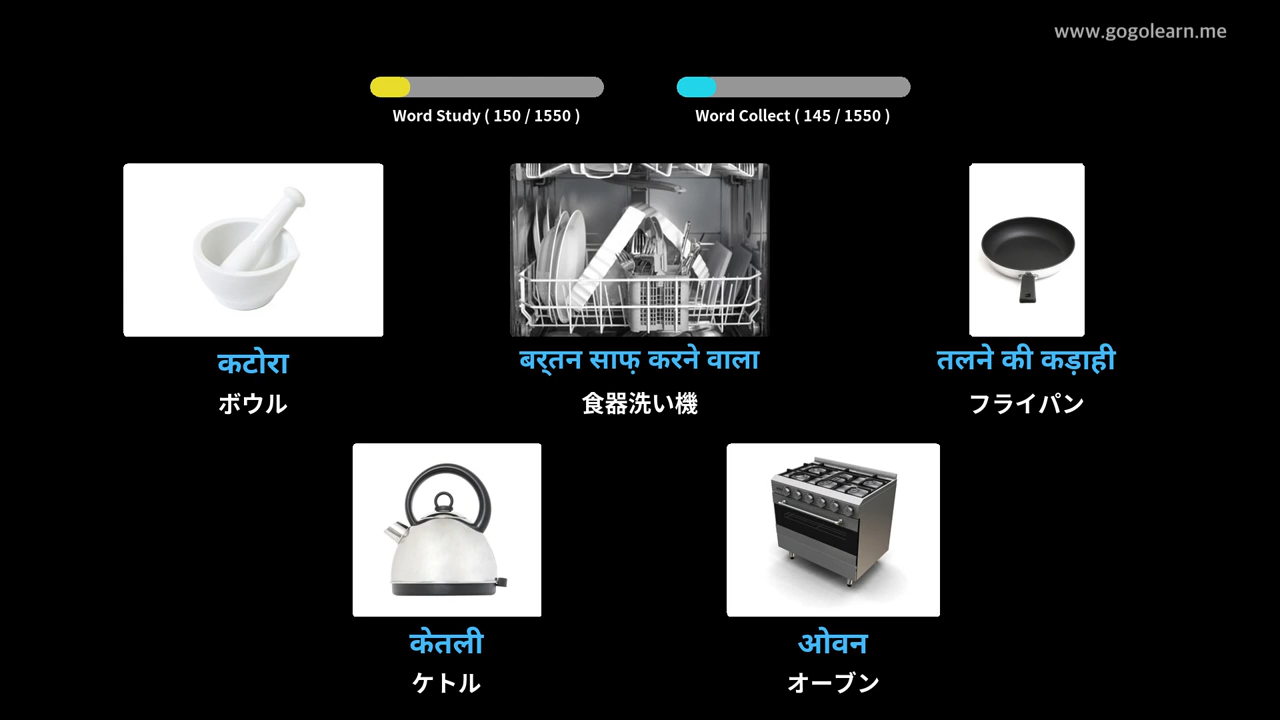 www.gogolearn.me
Word Study ( 150 / 1550 )
Word Collect ( 145 / 1550 )
कटोरा
ボウル
बर्तन साफ़ करने वाला
食器洗い機
तलने की कड़ाही
フライパン
केतली
ケトル
ओवन
オーブン